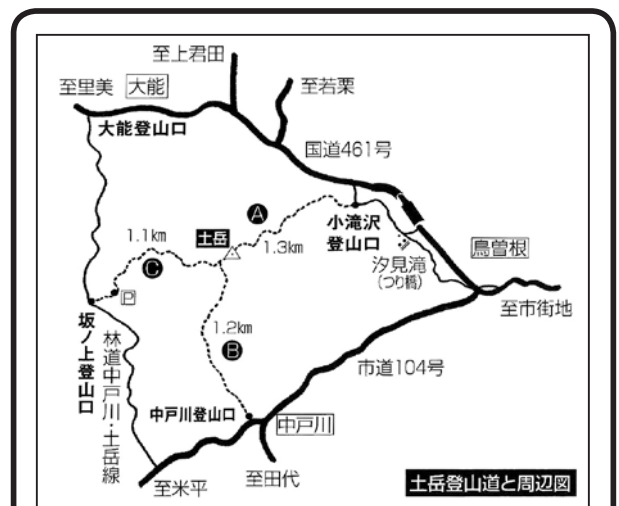 至上君田
至里美
大能
至若栗
大能登山口
国道461号
A
土岳
1.3km
小滝沢
登山口
1.1km
C
P
汐見滝
(つり橋)
鳥曽根
至市街地
坂ノ上登山口
林道中戸川・土岳線
1.2km
B
市道104号
中戸川登山口
中戸川
至米平
至田代
土岳登山道と周辺図